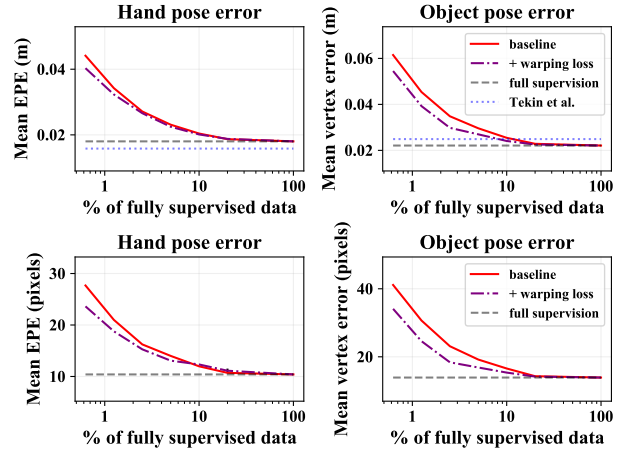 Hand pose error
Mean EPE (m)
0.04
0.02
1
10
100
% of fully supervised data
Object pose error
Mean vertex error (m)
0.06
0.04
0.02
baseline
+ warping loss
full supervision
Tekin et al.
1
10
100
% of fully supervised data
Hand pose error
Mean EPE (pixels)
30
20
10
1
10
100
% of fully supervised data
Object pose error
Mean vertex error (pixels)
40
20
baseline
+ warping loss
full supervision
1
10
100
% of fully supervised data